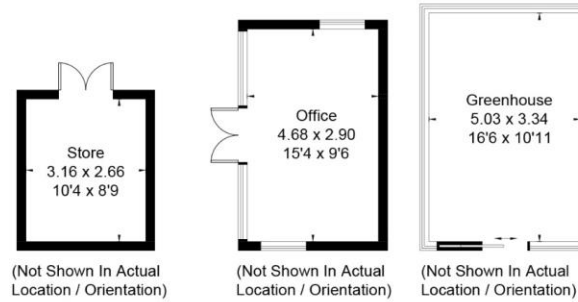 Store
3.16 x 2.66
10'4 x 8'9
(Not Shown In Actual
Location / Orientation)
Office
4.68 x 2.90
15'4 x 9'6
(Not Shown In Actual
Location / Orientation)
Greenhouse
5.03 x 3.34
16'6 x 10'11
(Not Shown In Actual
Location / Orientation)